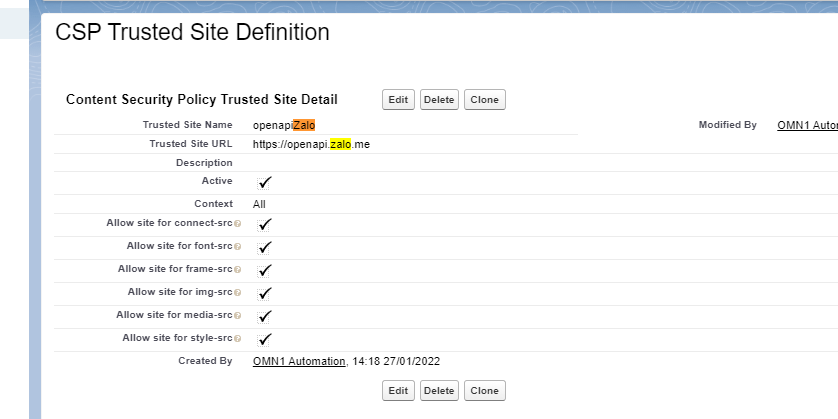 CSP Trusted Site Definition
Content Security Policy Trusted Site Detail Edit Delete Clone
Trusted Site Name openapiZalo Modified By OMN1 Autor
Trusted Site URL https://openapi.zalo.me
Description
Active
Context All
Allow site for connect-src
Allow site for font-src
Allow site for frame-src
Allow site for img-src
Allow site for media-src
Allow site for style-src
Created By OMN1 Automation, 14:18 27/01/2022
Edit Delete Clone